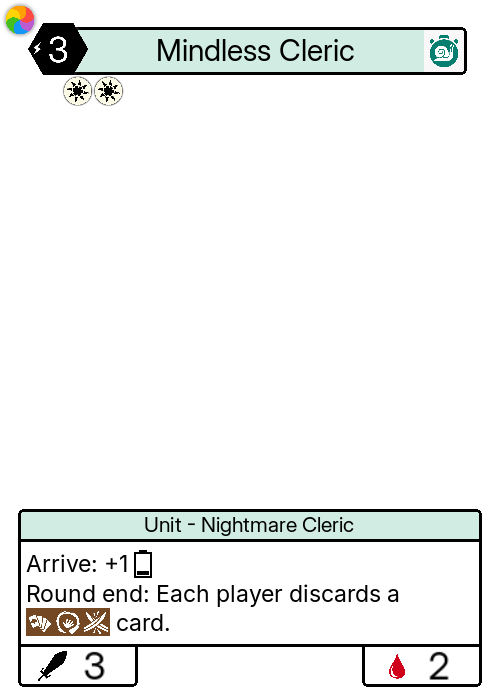 3 Mindless Cleric
Unit - Nightmare Cleric
Arrive: +1
Round end: Each player discards a
card.
3 2